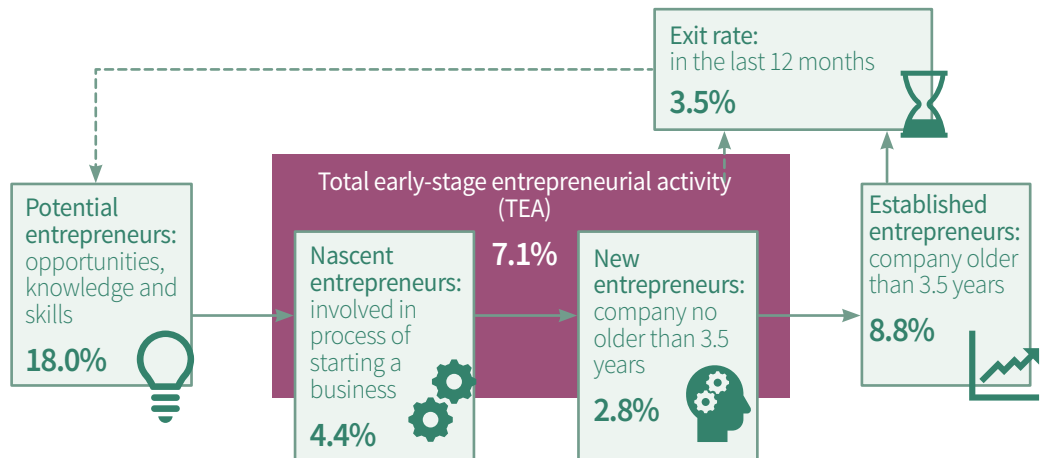 Exit rate:
in the last 12 months
3.5%
Total early-stage entrepreneurial activity
(TEA)
7.1%
Potential
entrepreneurs:
opportunities,
knowledge and
skills
18.0%
Nascent
entrepreneurs:
involved in
process of
starting a
business
4.4%
New
entrepreneurs:
company no
older than 3.5
years
2.8%
Established
entrepreneurs:
company older
than 3.5 years
8.8%